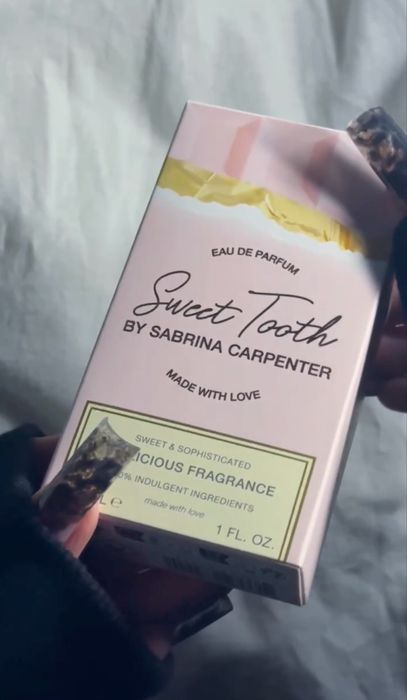 EAU DE PARFUM
Sweet Tooth
BY SABRINA CARPENTER
MADE WITH LOVE
SWEET & SOPHISTICATED
FRAGRANCE
INDULGENT INGREDIENTS
made with love
1 FL. OZ.